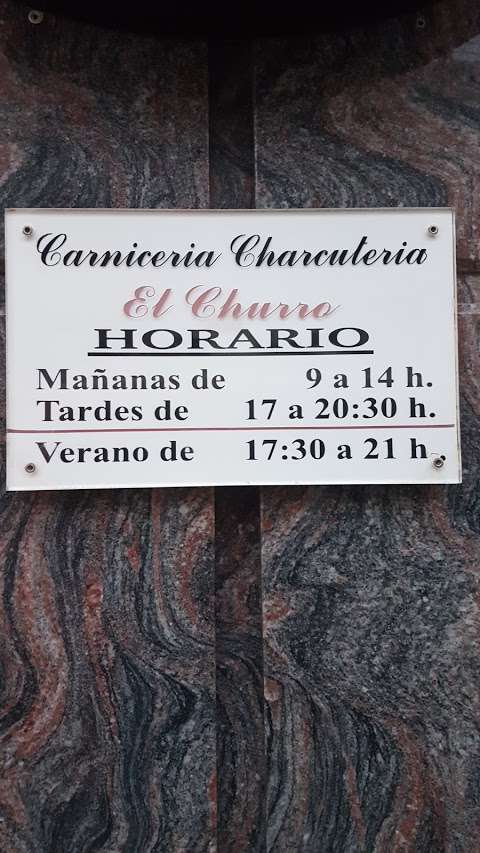 Carniceria Charcuteria
El Churro
HORARIO
Mañanas de 9 a 14 h.
Tardes de 17 a 20:30 h.
Verano de 17:30 a 21 h.